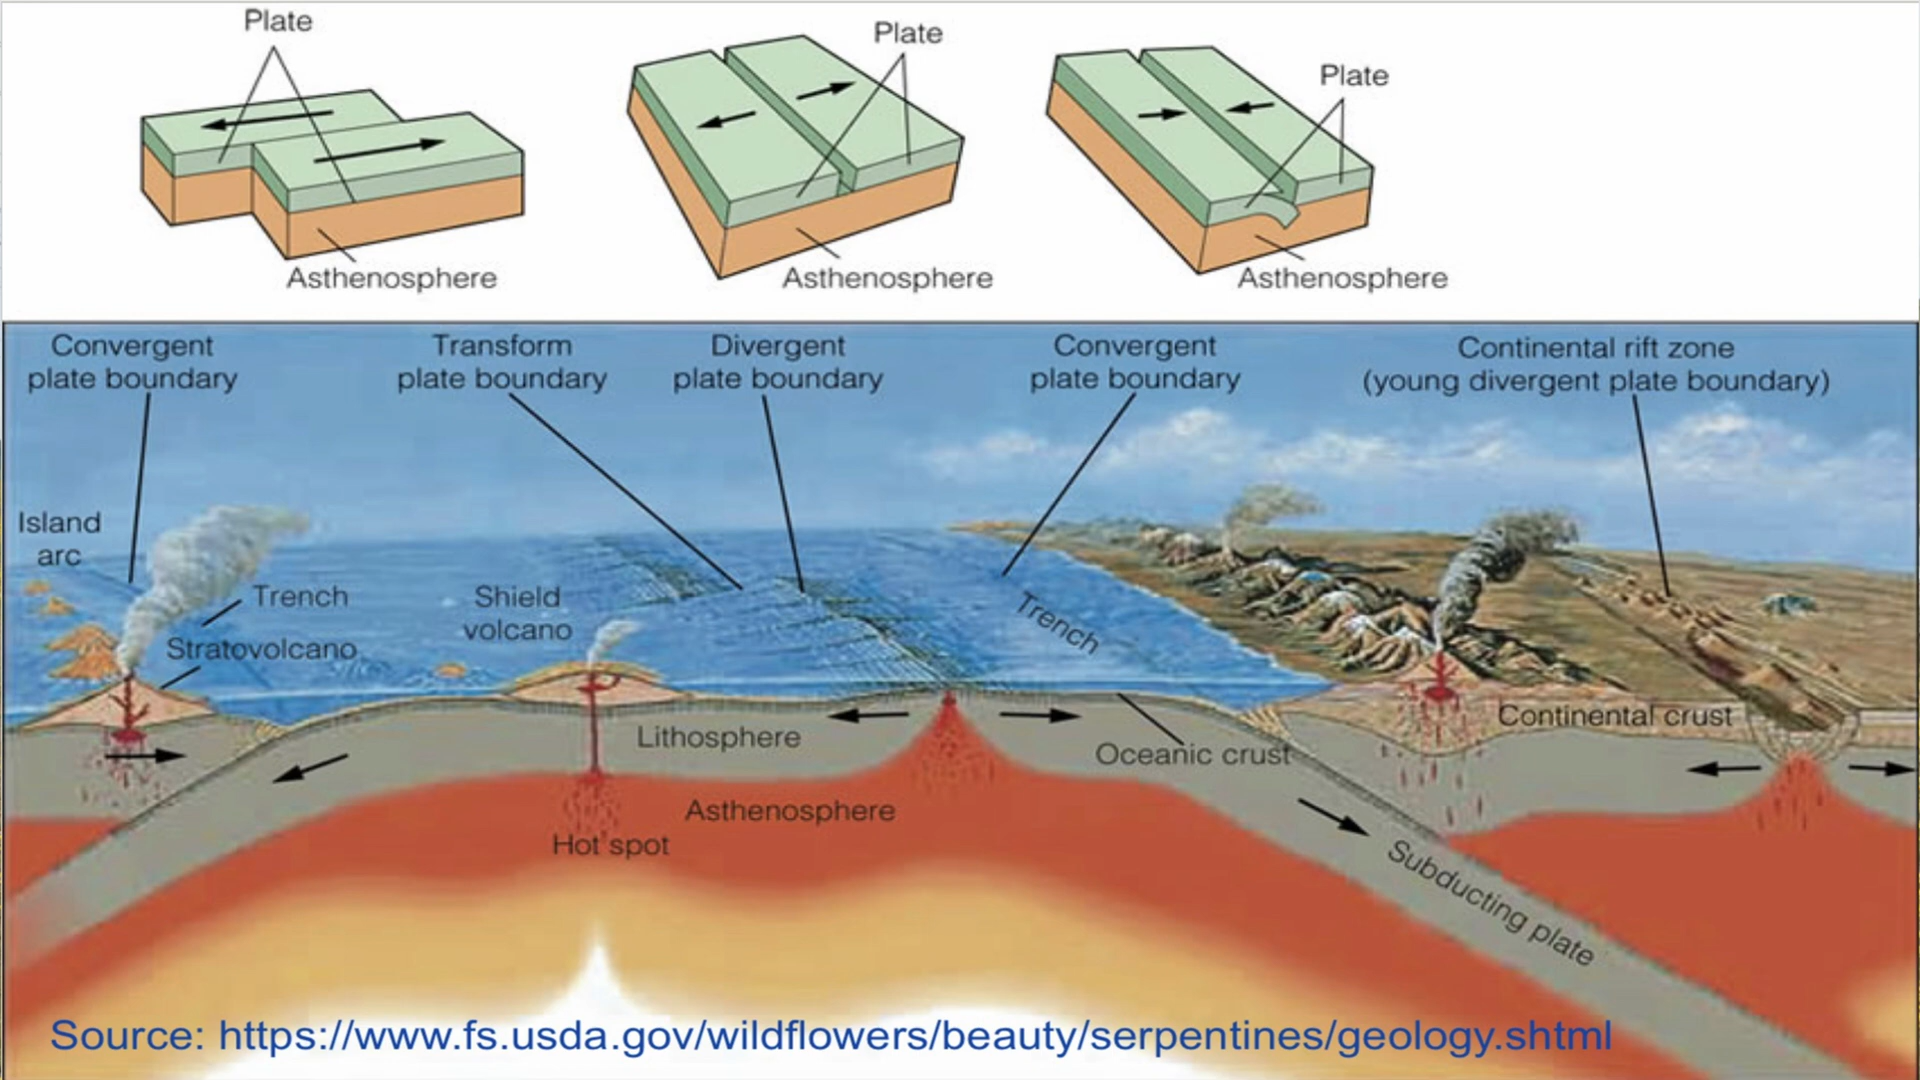 Plate
Plate
Plate
Asthenosphere
Asthenosphere
Asthenosphere
Convergent
plate boundary
Transform
plate boundary
Divergent
plate boundary
Convergent
plate boundary
Continental rift zone
(young divergent plate boundary)
Island
arc
Trench
Stratovolcano
Shield
volcano
Trench
Lithosphere
Continental crust
Oceanic crust
Asthenosphere
Hot spot
Subducting plate
Source: https://www.fs.usda.gov/wildflowers/beauty/serpentines/geology.shtml